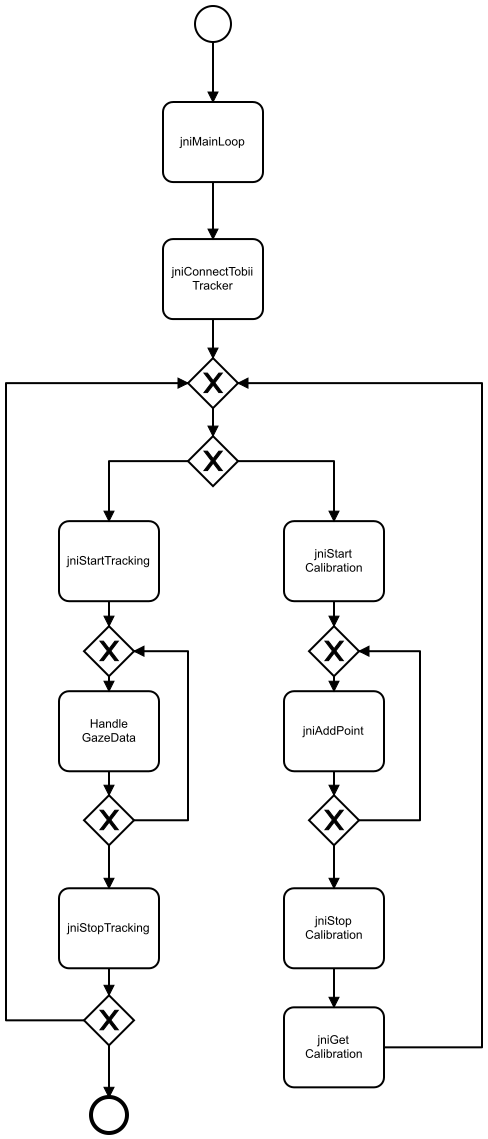 jniMainLoop
jniConnectTobii
Tracker
X
X
jniStartTracking
jniStart
Calibration
X
X
Handle
GazeData
jniAddPoint
X
X
jniStopTracking
jniStop
Calibration
X
jniGet
Calibration